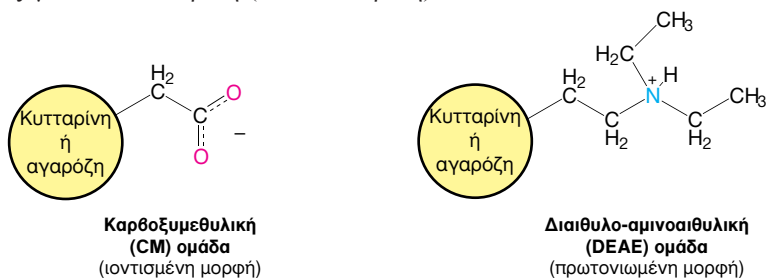 H₂
C
C
O
O
–
Κυτταρίνη
ή
αγαρόζη
Καρβοξυμεθυλική
(CM) ομάδα
(ιοντισμένη μορφή)
CH₃
H₂C
+
H
N
H₂
C
C
H₂
C
H₂
CH₃
Κυτταρίνη
ή
αγαρόζη
Διαιθυλο-αμινοαιθυλική
(DEAE) ομάδα
(πρωτονιωμένη μορφή)